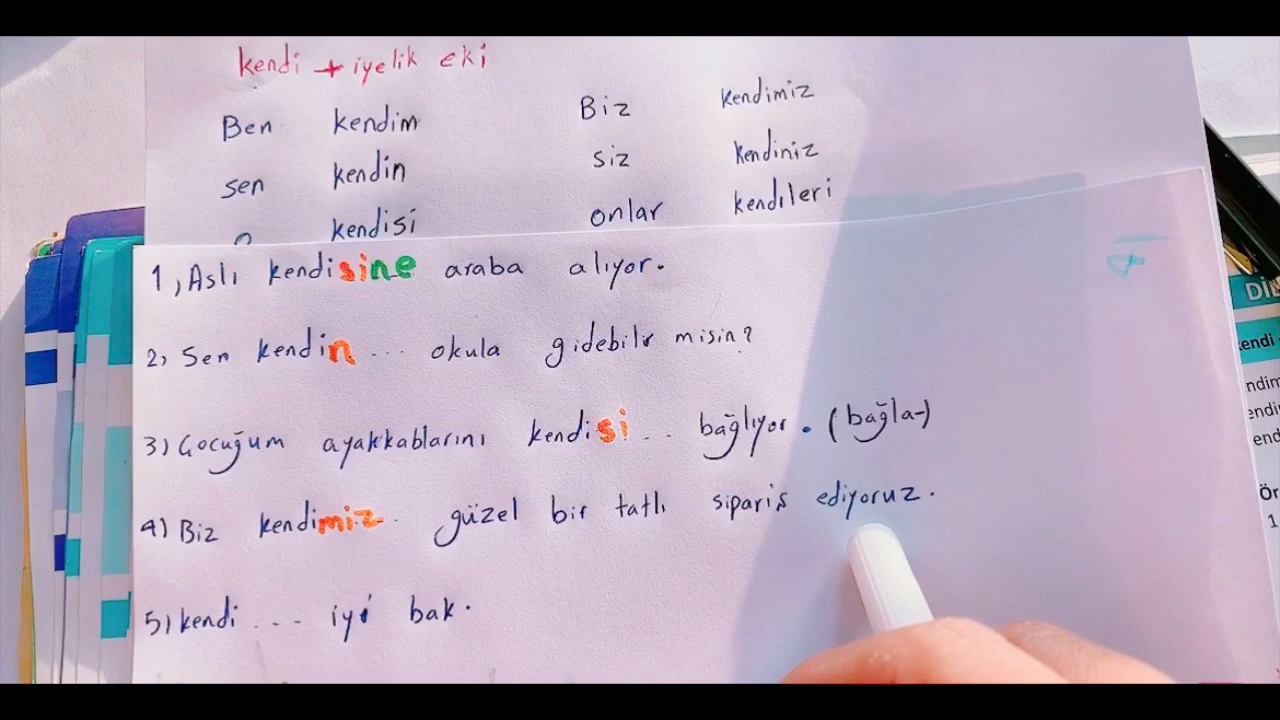 kendi + iyelik eki
Ben kendim Biz kendimiz
sen kendin siz kendiniz
kendisi onlar kendileri
1, Aslı kendisine araba alıyor.
2, Sen kendin... okula gidebilir misin?
3) Çocuğum ayakkablarını kendisi... bağlıyor. (bağla-)
4) Biz kendimiz.. güzel bir tatlı sipariş ediyoruz.
5) kendi ... iyi bak.